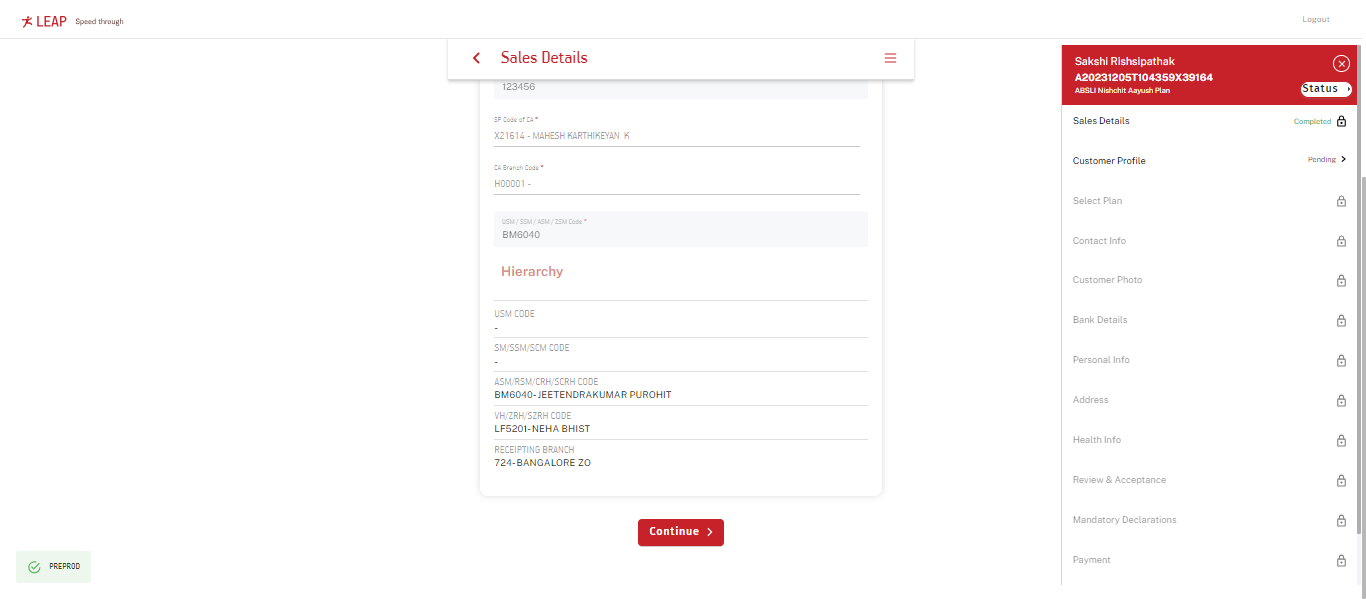 LEAP Speed through
Logout
Sales Details
123456
SP Code of CA *
X21614 - MAHESH KARTHIKEYAN K
CA Branch Code *
H00001 -
USM / SSM / ASM / ZSM Code *
BM6040
Hierarchy
USM CODE
-
SM/SSM/SCM CODE
-
ASM/RSM/CRH/SCRH CODE
BM6040-JEETENDRAKUMAR PUROHIT
VH/ZRH/SZRH CODE
LF5201-NEHA BHIST
RECEIPTING BRANCH
724-BANGALORE ZO
Continue
PREPROD
Sakshi Rishsipathak
A20231205T104359X39164
ABSLI Nishchit Aayush Plan
Status
Sales Details Completed
Customer Profile Pending
Select Plan
Contact Info
Customer Photo
Bank Details
Personal Info
Address
Health Info
Review & Acceptance
Mandatory Declarations
Payment